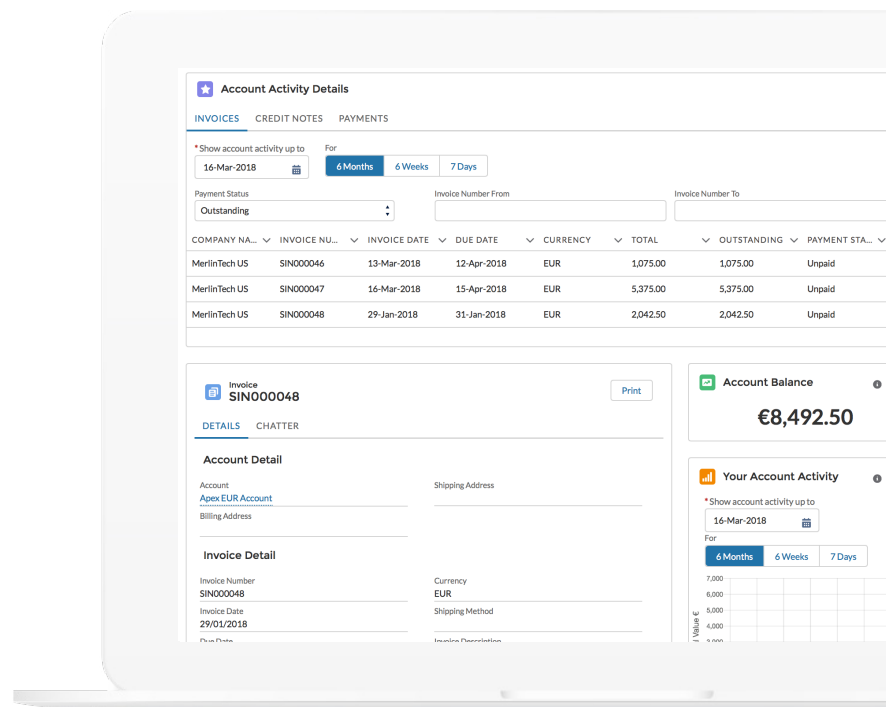 Account Activity Details
INVOICES CREDIT NOTES PAYMENTS
*Show account activity up to For
16-Mar-2018 6 Months 6 Weeks 7 Days
Payment Status Invoice Number From Invoice Number To
Outstanding
COMPANY NA... INVOICE NU... INVOICE DATE DUE DATE CURRENCY TOTAL OUTSTANDING PAYMENT STA...
MerlinTech US SIN000046 13-Mar-2018 12-Apr-2018 EUR 1,075.00 1,075.00 Unpaid
MerlinTech US SIN000047 16-Mar-2018 15-Apr-2018 EUR 5,375.00 5,375.00 Unpaid
MerlinTech US SIN000048 29-Jan-2018 31-Jan-2018 EUR 2,042.50 2,042.50 Unpaid
Invoice
SIN000048
Print
DETAILS CHATTER
Account Detail
Account Shipping Address
Apex EUR Account
Billing Address
Invoice Detail
Invoice Number Currency
SIN000048 EUR
Invoice Date Shipping Method
29/01/2018
Due Date Invoice Description
Account Balance
€8,492.50
Your Account Activity
*Show account activity up to
16-Mar-2018
For
6 Months 6 Weeks 7 Days
7,000
6,000
5,000
4,000
3,000
Value €